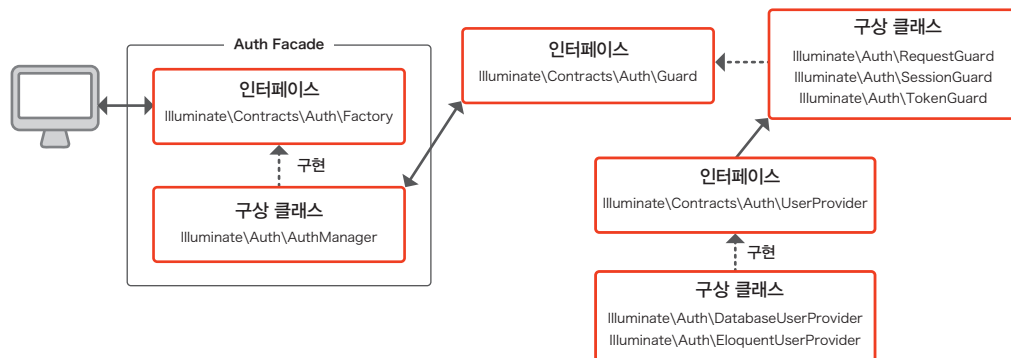 Auth Facade
인터페이스
Illuminate\Contracts\Auth\Factory
구현
구상 클래스
Illuminate\Auth\AuthManager
인터페이스
Illuminate\Contracts\Auth\Guard
구상 클래스
Illuminate\Auth\RequestGuard
Illuminate\Auth\SessionGuard
Illuminate\Auth\TokenGuard
인터페이스
Illuminate\Contracts\Auth\UserProvider
구현
구상 클래스
Illuminate\Auth\DatabaseUserProvider
Illuminate\Auth\EloquentUserProvider